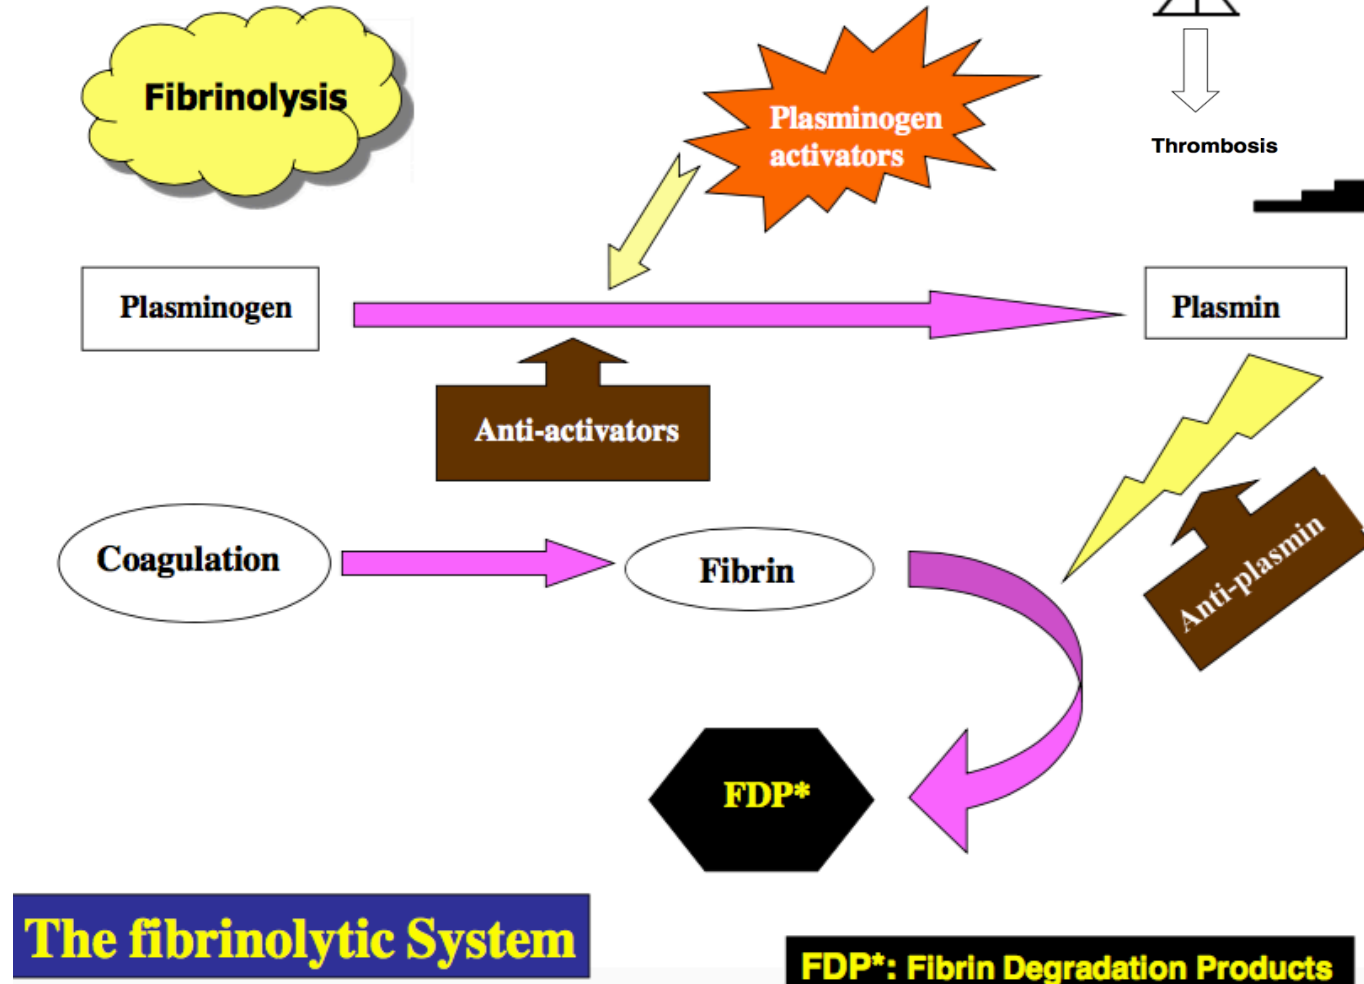 Fibrinolysis
Plasminogen
activators
Thrombosis
Plasminogen
Plasmin
Anti-activators
Anti-plasmin
Coagulation
Fibrin
FDP*
The fibrinolytic System
FDP*: Fibrin Degradation Products